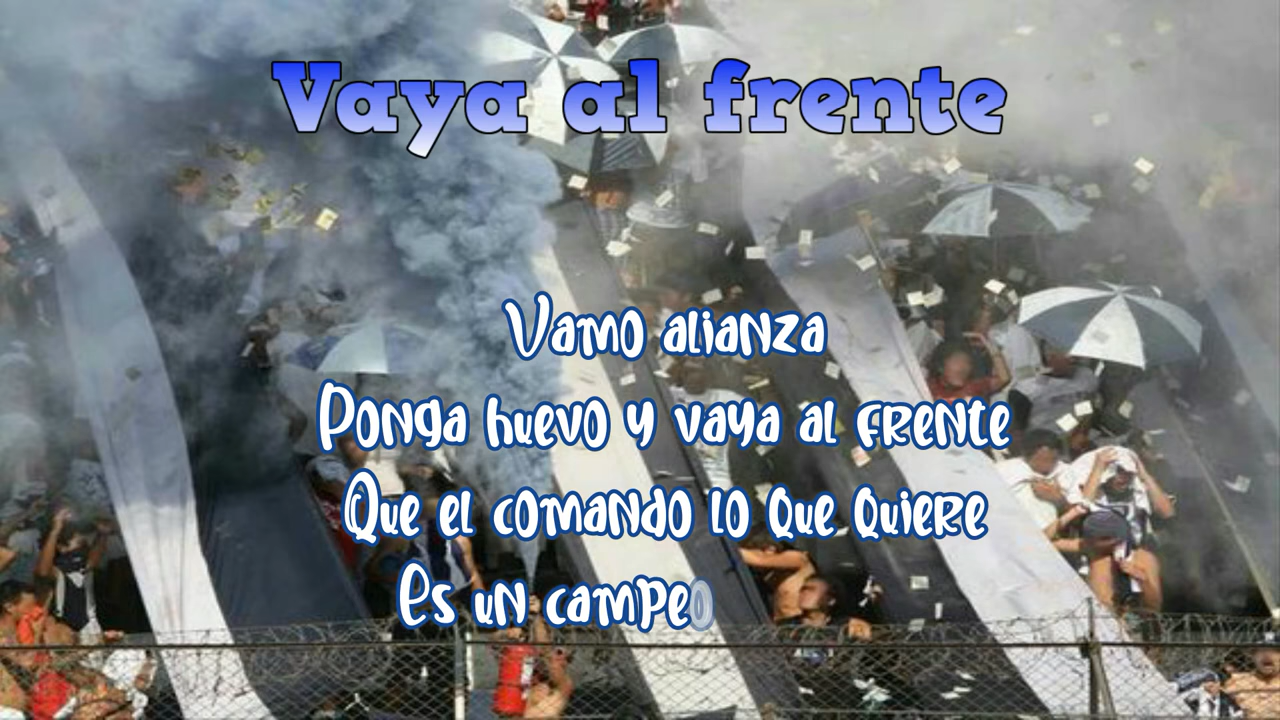 Vaya al frente
Vamo alianza
Ponga huevo y vaya al frente
Que el comando lo que quiere
Es un campeo